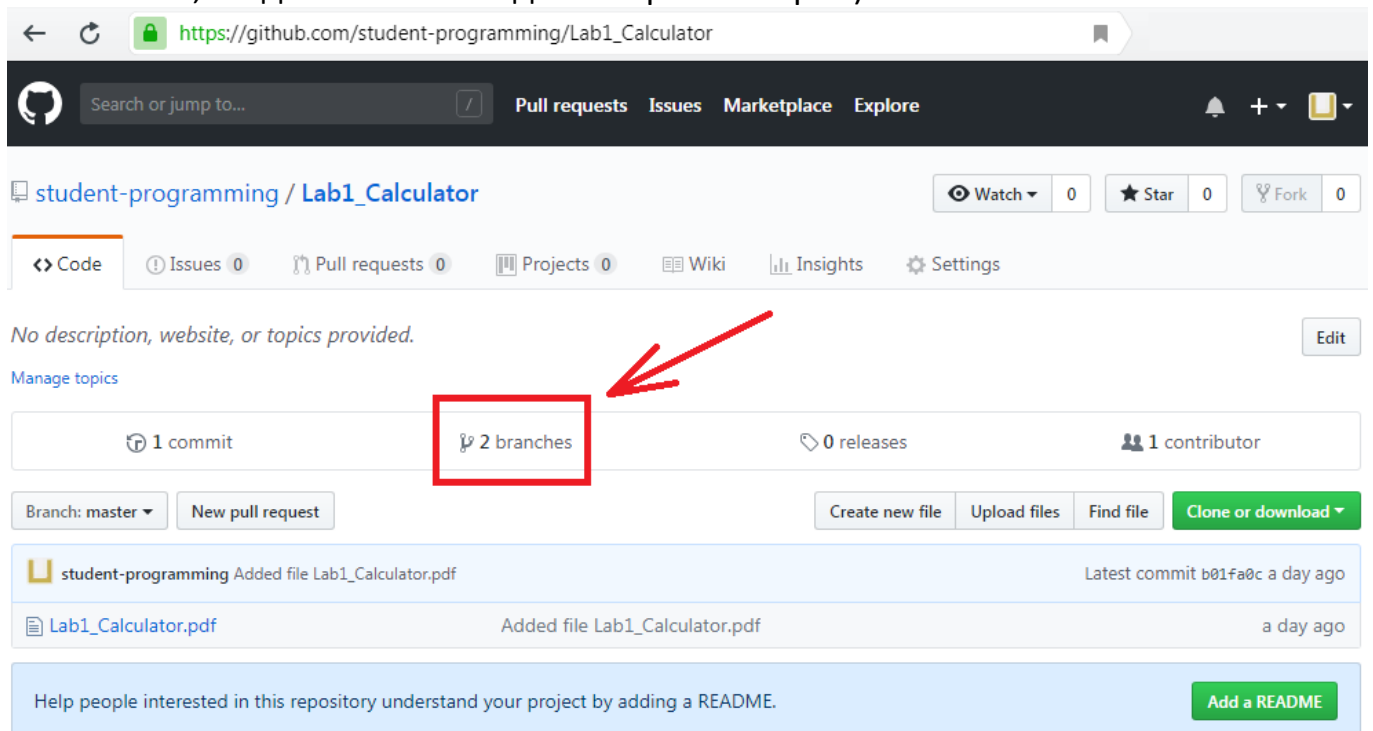 https://github.com/student-programming/Lab1_Calculator
Search or jump to... / Pull requests Issues Marketplace Explore
student-programming / Lab1_Calculator Watch 0 Star 0 Fork 0
Code Issues 0 Pull requests 0 Projects 0 Wiki Insights Settings
No description, website, or topics provided. Edit
Manage topics
1 commit 2 branches 0 releases 1 contributor
Branch: master New pull request Create new file Upload files Find file Clone or download
student-programming Added file Lab1_Calculator.pdf Latest commit b01fa0c a day ago
Lab1_Calculator.pdf Added file Lab1_Calculator.pdf a day ago
Help people interested in this repository understand your project by adding a README. Add a README